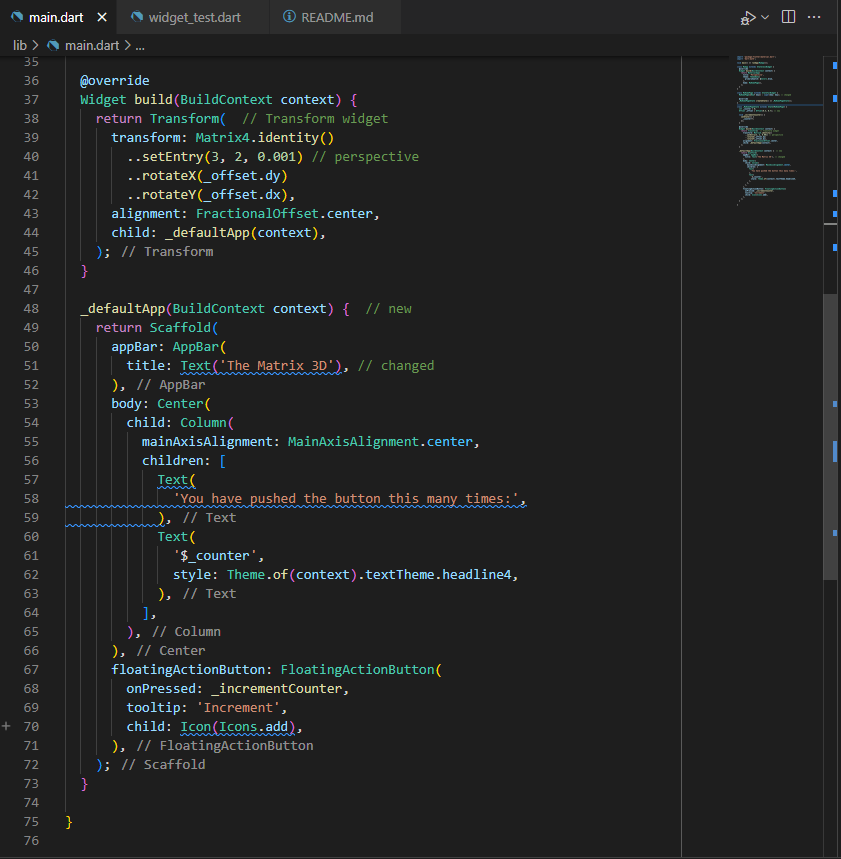 main.dart
widget_test.dart
README.md
lib > main.dart > ...
35
36 @override
37 Widget build(BuildContext context) {
38 return Transform( // Transform widget
39 transform: Matrix4.identity()
40 ..setEntry(3, 2, 0.001) // perspective
41 ..rotateX(_offset.dy)
42 ..rotateY(_offset.dx),
43 alignment: FractionalOffset.center,
44 child: _defaultApp(context),
45 ); // Transform
46 }
47
48 _defaultApp(BuildContext context) { // new
49 return Scaffold(
50 appBar: AppBar(
51 title: Text('The Matrix 3D'), // changed
52 ), // AppBar
53 body: Center(
54 child: Column(
55 mainAxisAlignment: MainAxisAlignment.center,
56 children: [
57 Text(
58 'You have pushed the button this many times:',
59 ), // Text
60 Text(
61 '$_counter',
62 style: Theme.of(context).textTheme.headline4,
63 ), // Text
64 ],
65 ), // Column
66 ), // Center
67 floatingActionButton: FloatingActionButton(
68 onPressed: _incrementCounter,
69 tooltip: 'Increment',
70 child: Icon(Icons.add),
71 ), // FloatingActionButton
72 ); // Scaffold
73 }
74
75 }
76